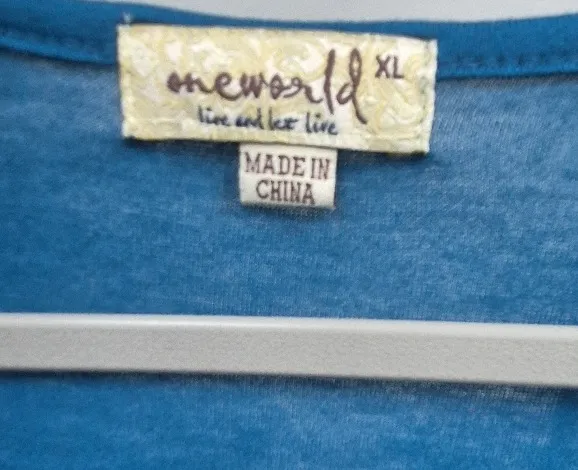 oneworld XL
live and let live
MADE IN
CHINA